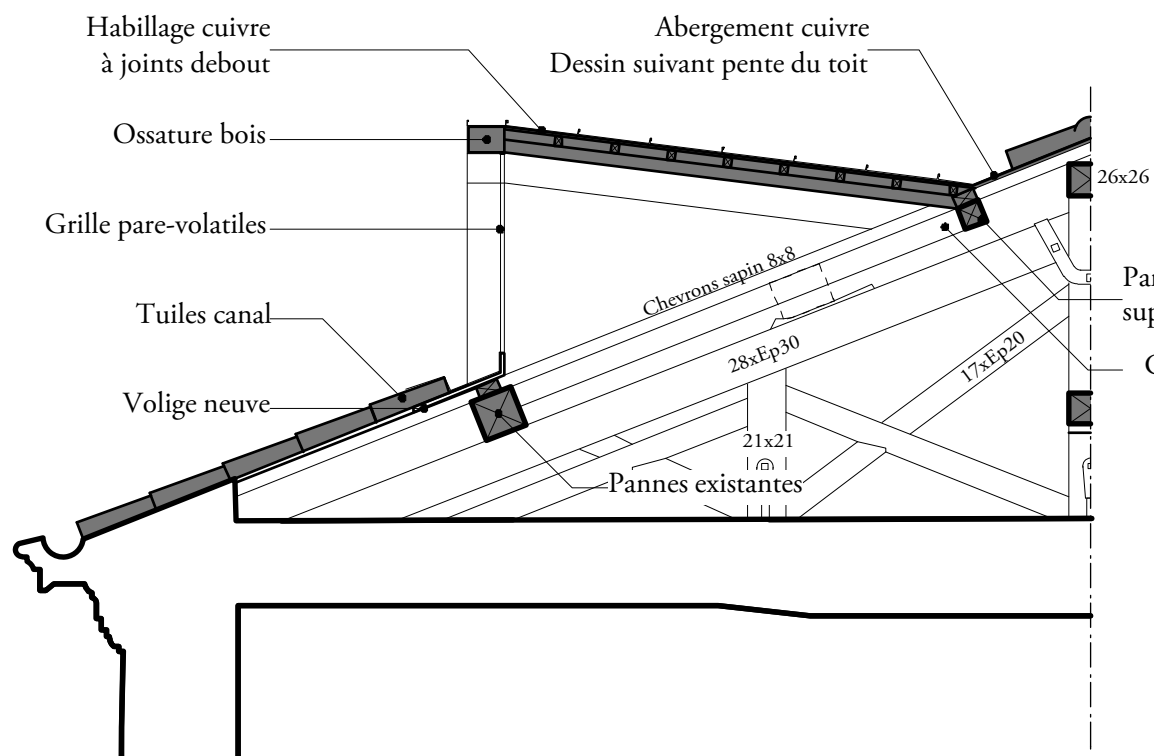 Habillage cuivre
à joints debout
Abergement cuivre
Dessin suivant pente du toit
Ossature bois
26x26
Grille pare-volatiles
Chevrons sapin 8x8
Tuiles canal
28xEp30
17xEp20
Volige neuve
21x21
Pannes existantes